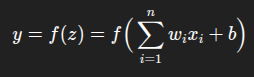 y = f(z) = f(∑_{i=1}^{n} w_i x_i + b)